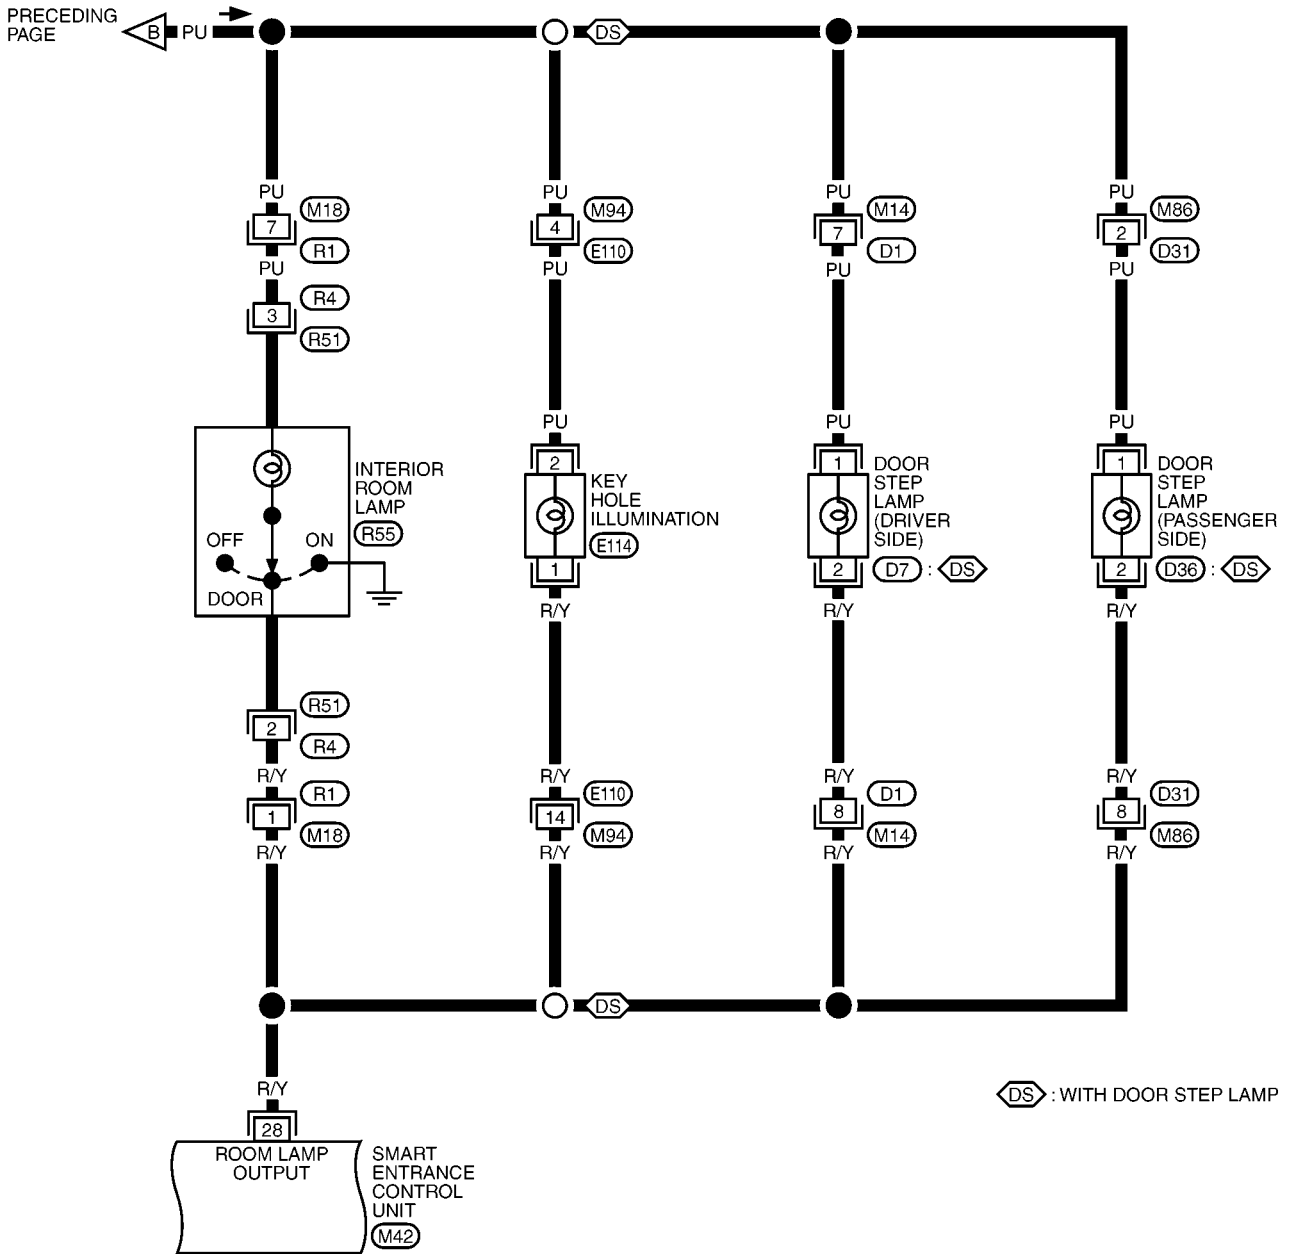 PRECEDING
PAGE
B
PU
DS
PU
7
M18
R1
PU
3
R4
R51
PU
4
M94
E110
PU
PU
7
M14
D1
PU
PU
2
M86
D31
PU
INTERIOR
ROOM
LAMP
R55
OFF
ON
DOOR
PU
2
KEY
HOLE
ILLUMINATION
E114
1
R/Y
PU
1
DOOR
STEP
LAMP
(DRIVER
SIDE)
2
D7 : DS
R/Y
PU
1
DOOR
STEP
LAMP
(PASSENGER
SIDE)
2
D36 : DS
R/Y
R51
2
R4
R/Y
R1
1
M18
R/Y
R/Y
E110
14
M94
R/Y
R/Y
D1
8
M14
R/Y
R/Y
D31
8
M86
R/Y
DS
R/Y
28
ROOM LAMP
OUTPUT
SMART
ENTRANCE
CONTROL
UNIT
M42
DS : WITH DOOR STEP LAMP